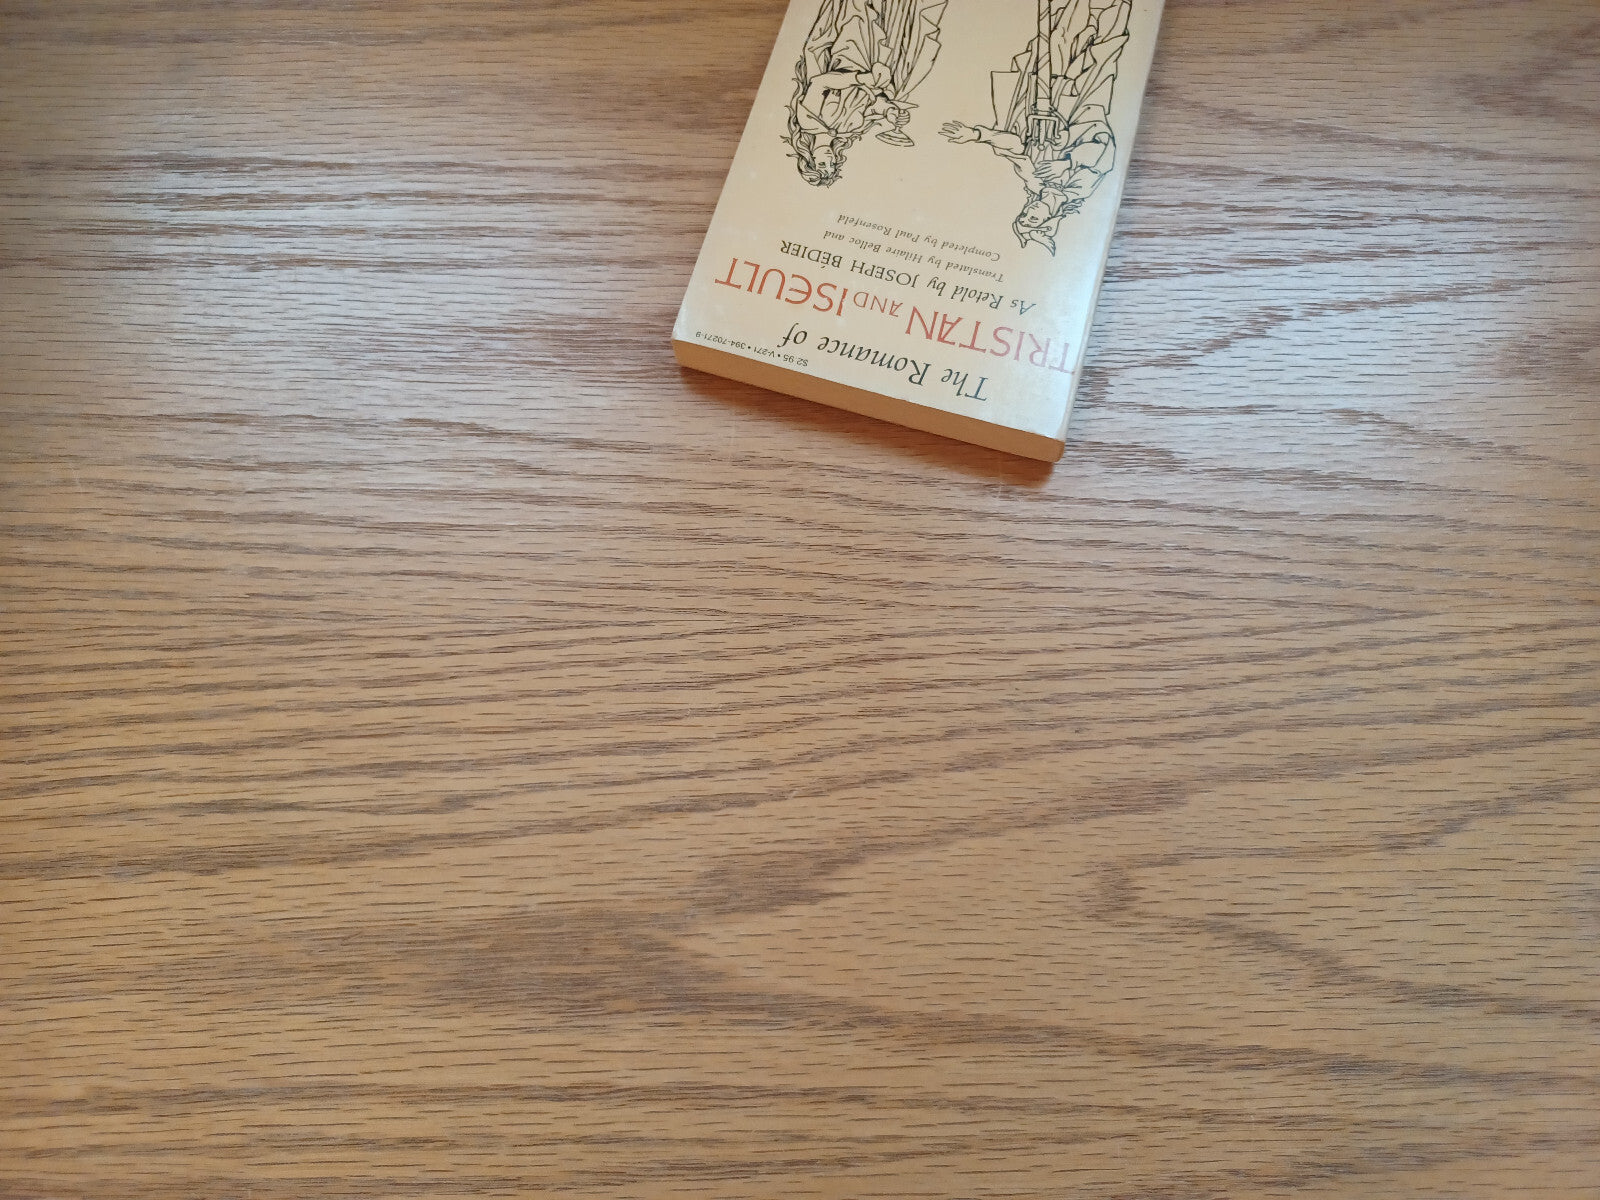 $2.95 • V-271 • 394-70271-9
The Romance of
TRISTAN AND ISEULT
As Retold by JOSEPH BÉDIER
Translated by Hilaire Belloc and
Completed by Paul Rosenfeld